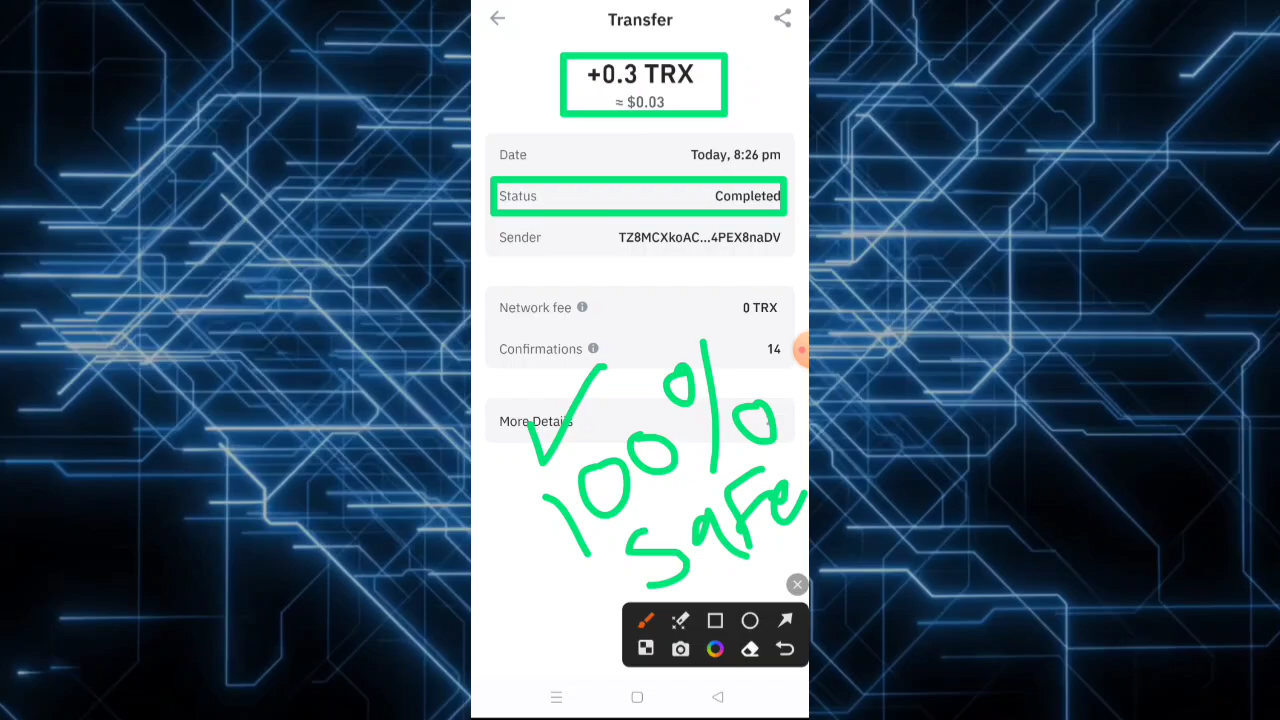 Transfer
+0.3 TRX
≈ $0.03
Date Today, 8:26 pm
Status Completed
Sender TZ8MCXkoAC...4PEX8naDV
Network fee 0 TRX
Confirmations 14
More Details
100%
safe